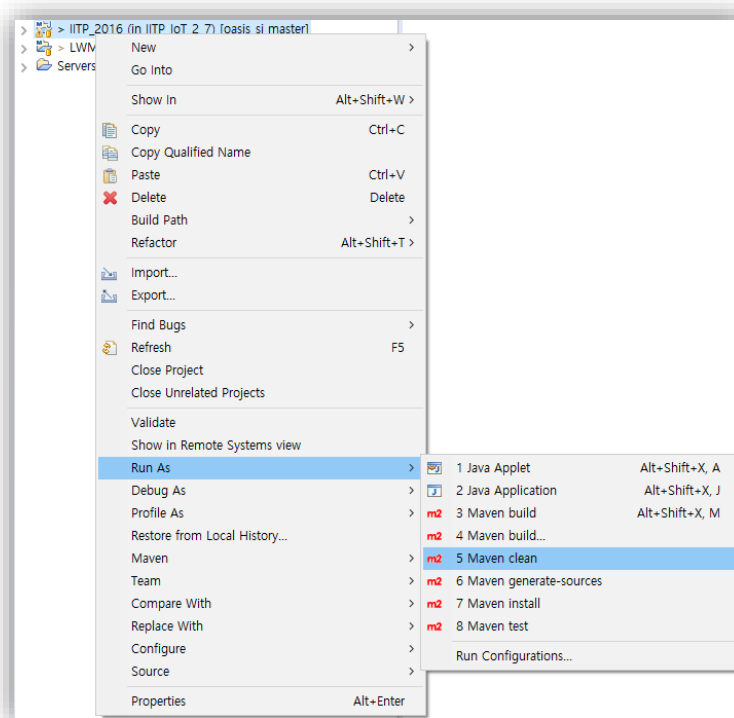 > IITP_2016 (in IITP_IoT_2_7) [oasis_si master]
> LWM
Servers
New
Go Into
Show In Alt+Shift+W >
Copy Ctrl+C
Copy Qualified Name
Paste Ctrl+V
Delete Delete
Build Path
Refactor Alt+Shift+T >
Import...
Export...
Find Bugs
Refresh F5
Close Project
Close Unrelated Projects
Validate
Show in Remote Systems view
Run As
Debug As
Profile As
Restore from Local History...
Maven
Team
Compare With
Replace With
Configure
Source
Properties Alt+Enter
1 Java Applet Alt+Shift+X, A
2 Java Application Alt+Shift+X, J
m2 3 Maven build Alt+Shift+X, M
m2 4 Maven build...
m2 5 Maven clean
m2 6 Maven generate-sources
m2 7 Maven install
m2 8 Maven test
Run Configurations...